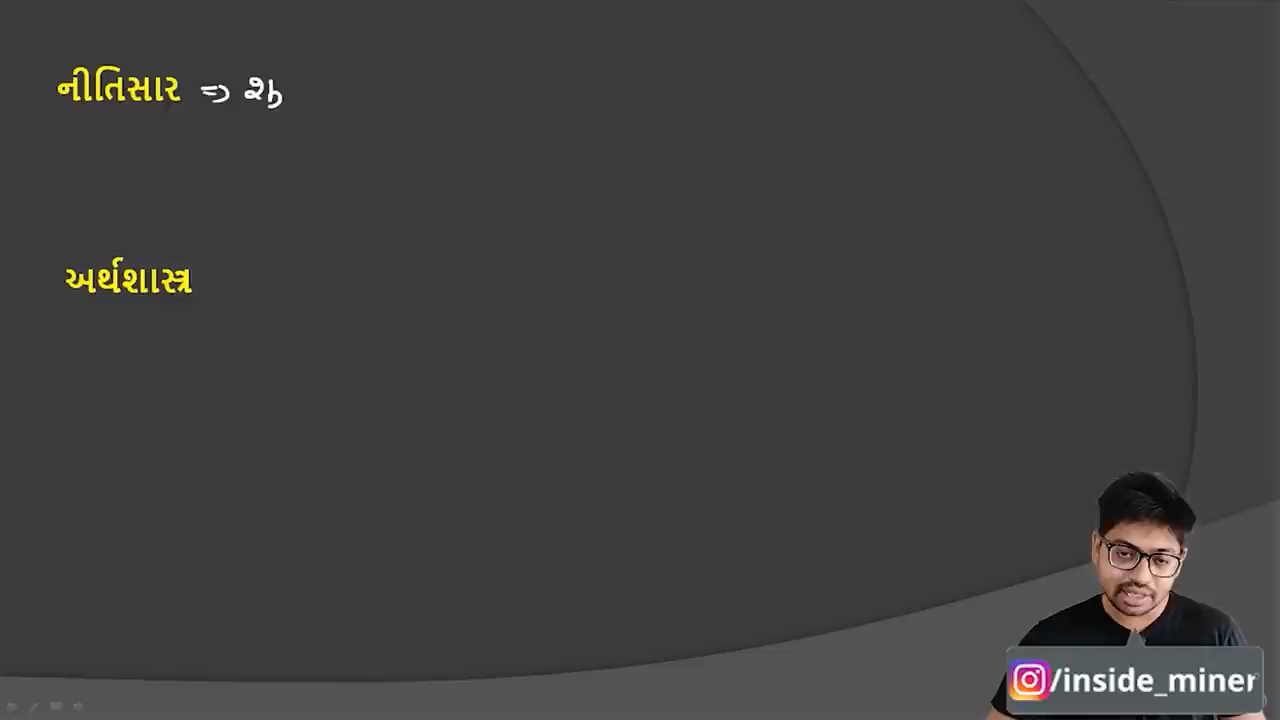 નીતિસાર => શુ
અર્થશાસ્ત્ર
/inside_miner